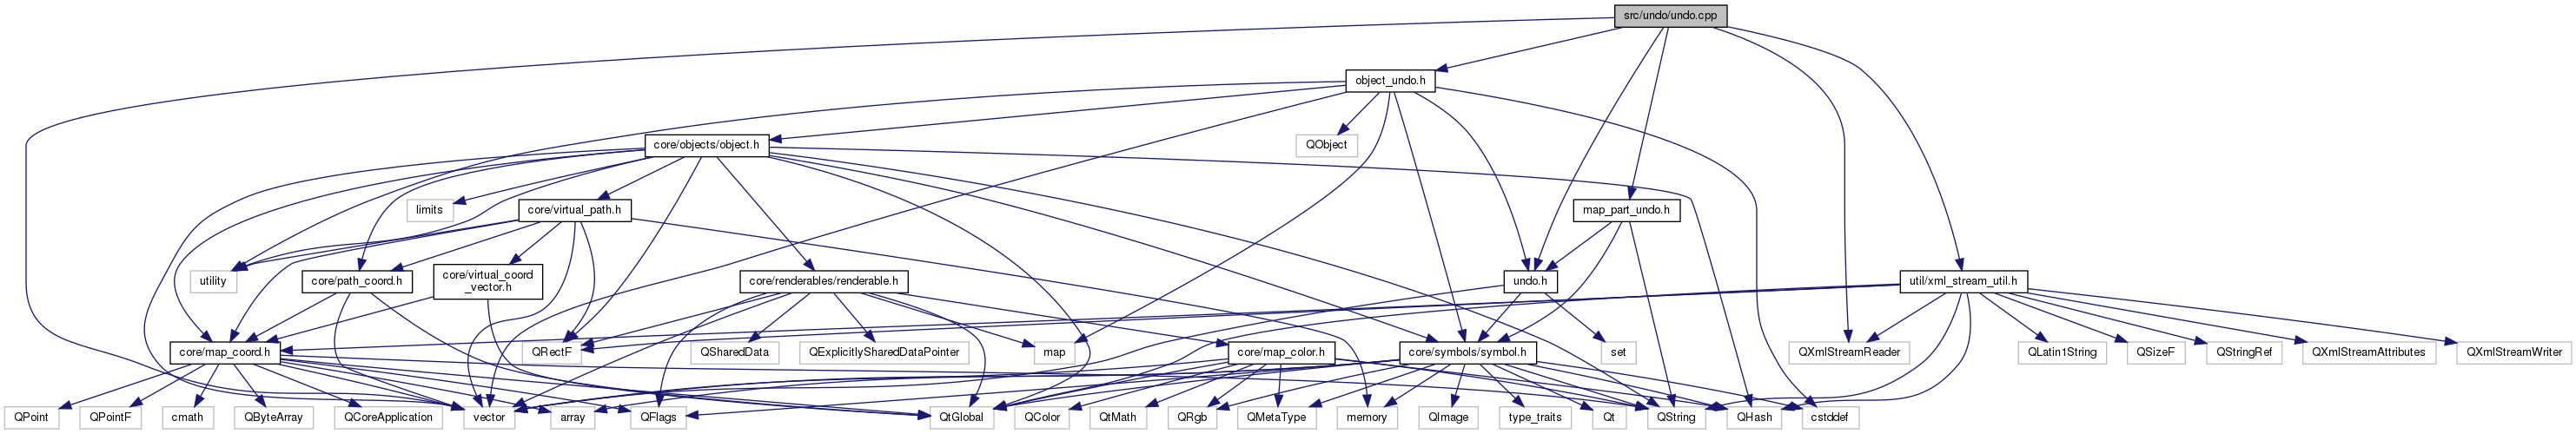 src/undo/undo.cpp
object_undo.h
core/objects/object.h
QObject
limits
core/virtual_path.h
map_part_undo.h
utility
core/path_coord.h
core/virtual_coord
_vector.h
core/renderables/renderable.h
undo.h
util/xml_stream_util.h
core/map_coord.h
QRectF
QSharedData
QExplicitlySharedDataPointer
map
core/map_color.h
core/symbols/symbol.h
set
QXmlStreamReader
QLatin1String
QSizeF
QStringRef
QXmlStreamAttributes
QXmlStreamWriter
QPoint
QPointF
cmath
QByteArray
QCoreApplication
vector
array
QFlags
QtGlobal
QColor
QtMath
QRgb
QMetaType
memory
QImage
type_traits
Qt
QString
QHash
cstddef